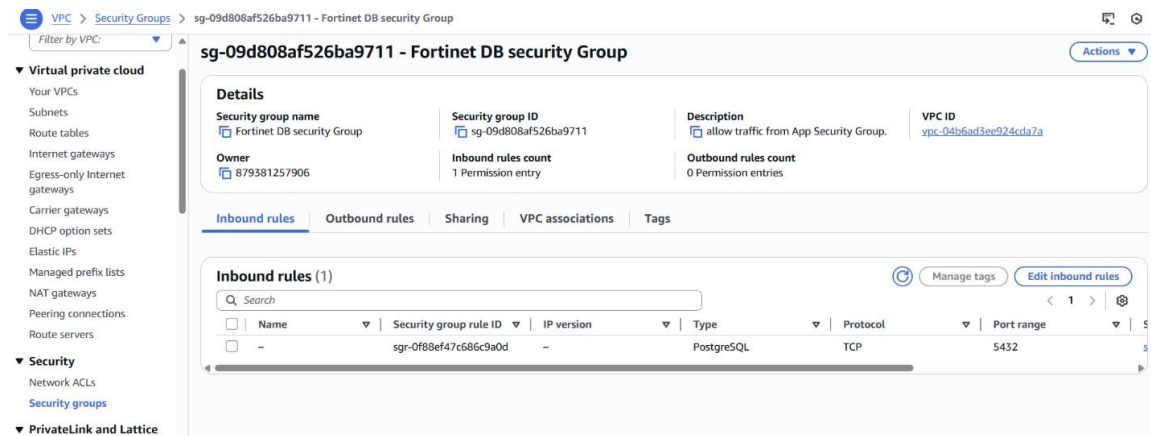 VPC > Security Groups > sg-09d808af526ba9711 - Fortinet DB security Group
Filter by VPC:
Virtual private cloud
Your VPCs
Subnets
Route tables
Internet gateways
Egress-only Internet
gateways
Carrier gateways
DHCP option sets
Elastic IPs
Managed prefix lists
NAT gateways
Peering connections
Route servers
Security
Network ACLs
Security groups
PrivateLink and Lattice
sg-09d808af526ba9711 - Fortinet DB security Group
Actions
Details
Security group name
Fortinet DB security Group
Security group ID
sg-09d808af526ba9711
Description
allow traffic from App Security Group.
VPC ID
vpc-04b6ad3ee924cda7a
Owner
879381257906
Inbound rules count
1 Permission entry
Outbound rules count
0 Permission entries
Inbound rules Outbound rules Sharing VPC associations Tags
Inbound rules (1)
Manage tags Edit inbound rules
Search
< 1 >
Name Security group rule ID IP version Type Protocol Port range
– sgr-0f88ef47c686c9a0d – PostgreSQL TCP 5432